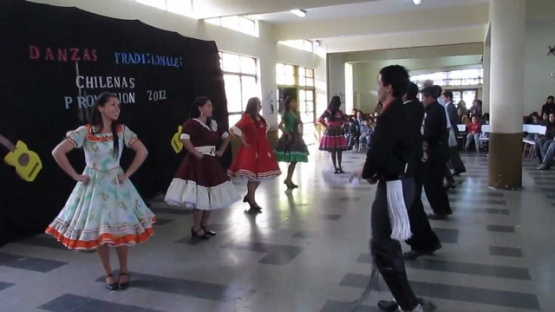 DANZAS TRADICIONALES
CHILENAS
PROMOCION 2012